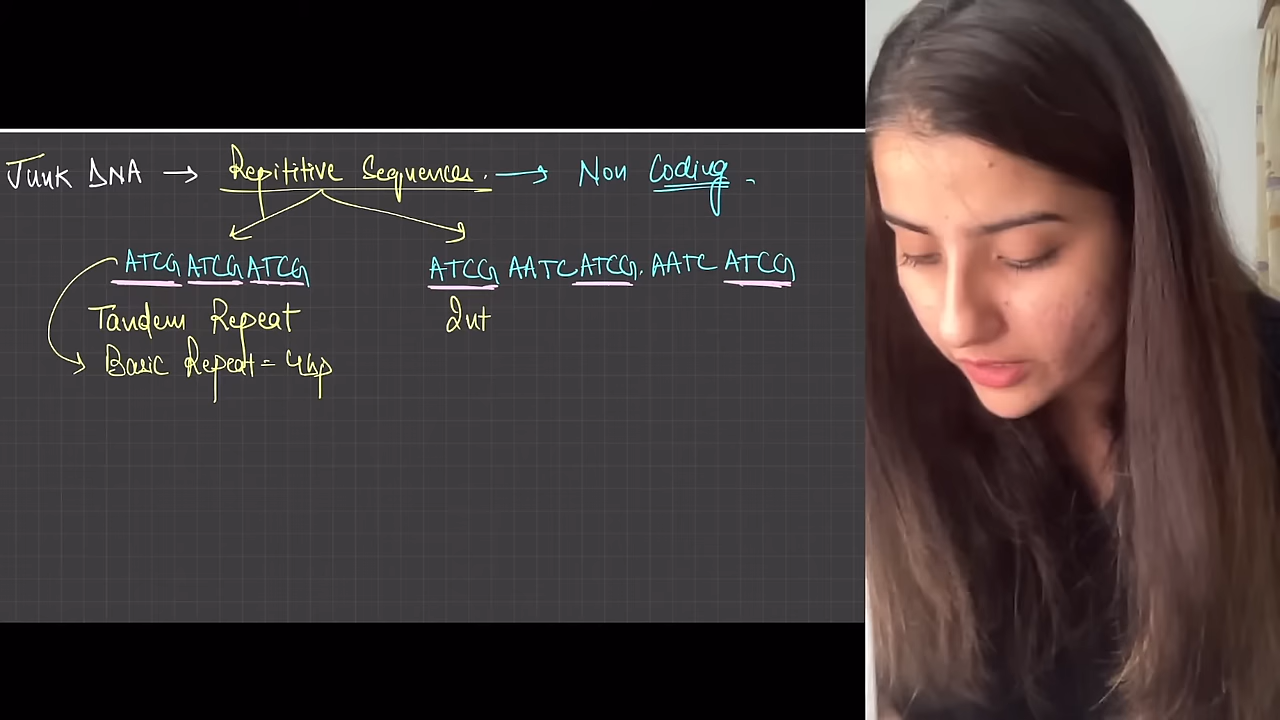 Junk DNA → Repititive Sequences. → Non Coding.
ATCG ATCG ATCG
ATCG AATC ATCG. AATC ATCG
Tandem Repeat
Int
Basic Repeat = 4bp